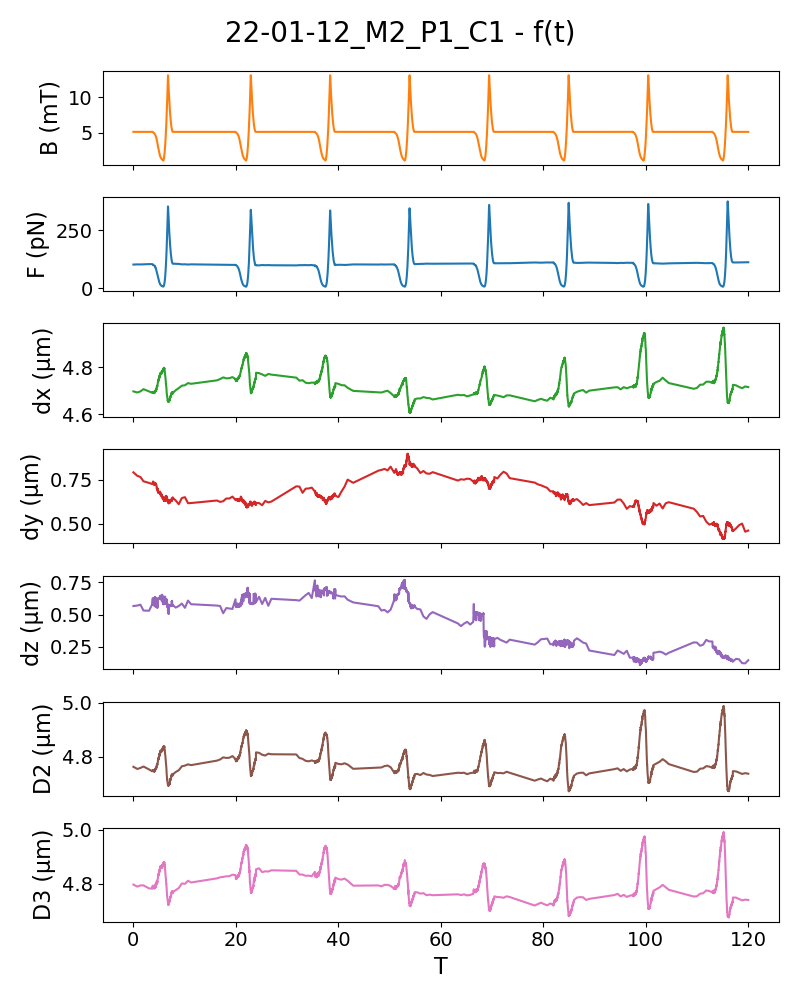 22-01-12_M2_P1_C1 - f(t)
B (mT)
10
5
F (pN)
250
0
dx (µm)
4.8
4.6
dy (µm)
0.75
0.50
dz (µm)
0.75
0.50
0.25
D2 (µm)
5.0
4.8
D3 (µm)
5.0
4.8
0 20 40 60 80 100 120
T